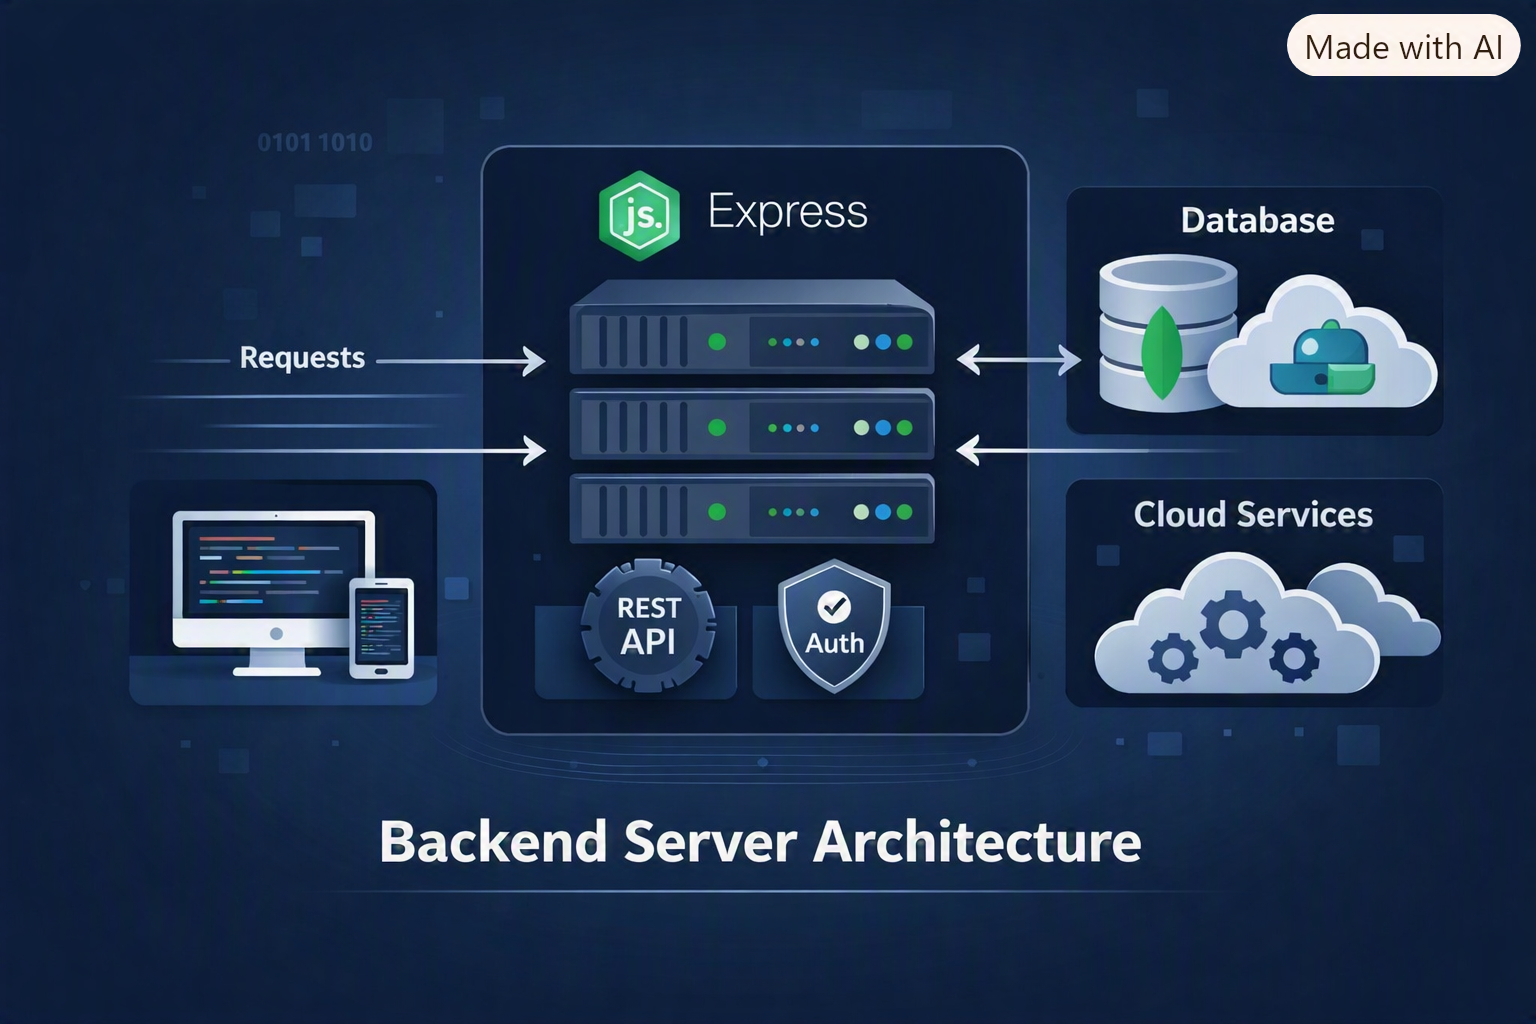 Made with AI
0101 1010
js.
Express
Database
Requests
Cloud Services
REST
API
Auth
Backend Server Architecture